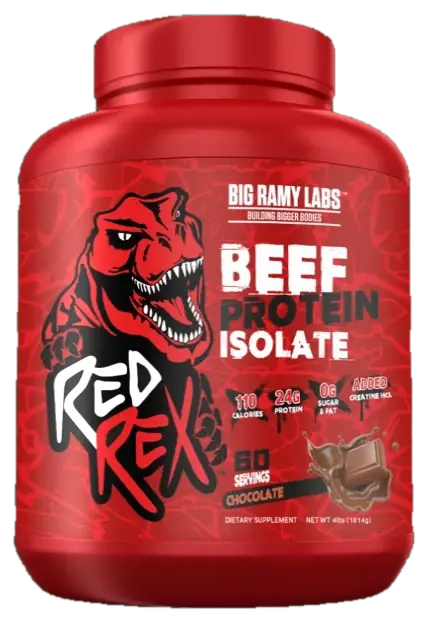 BIG RAMY LABS™
BUILDING BIGGER BODIES
BEEF
PROTEIN
ISOLATE
RED
REX
110
CALORIES
24G
PROTEIN
0G
SUGAR
& FAT
ADDED
CREATINE HCL
60
SERVINGS
CHOCOLATE
DIETARY SUPPLEMENT NET WT 4lbs (1814g)